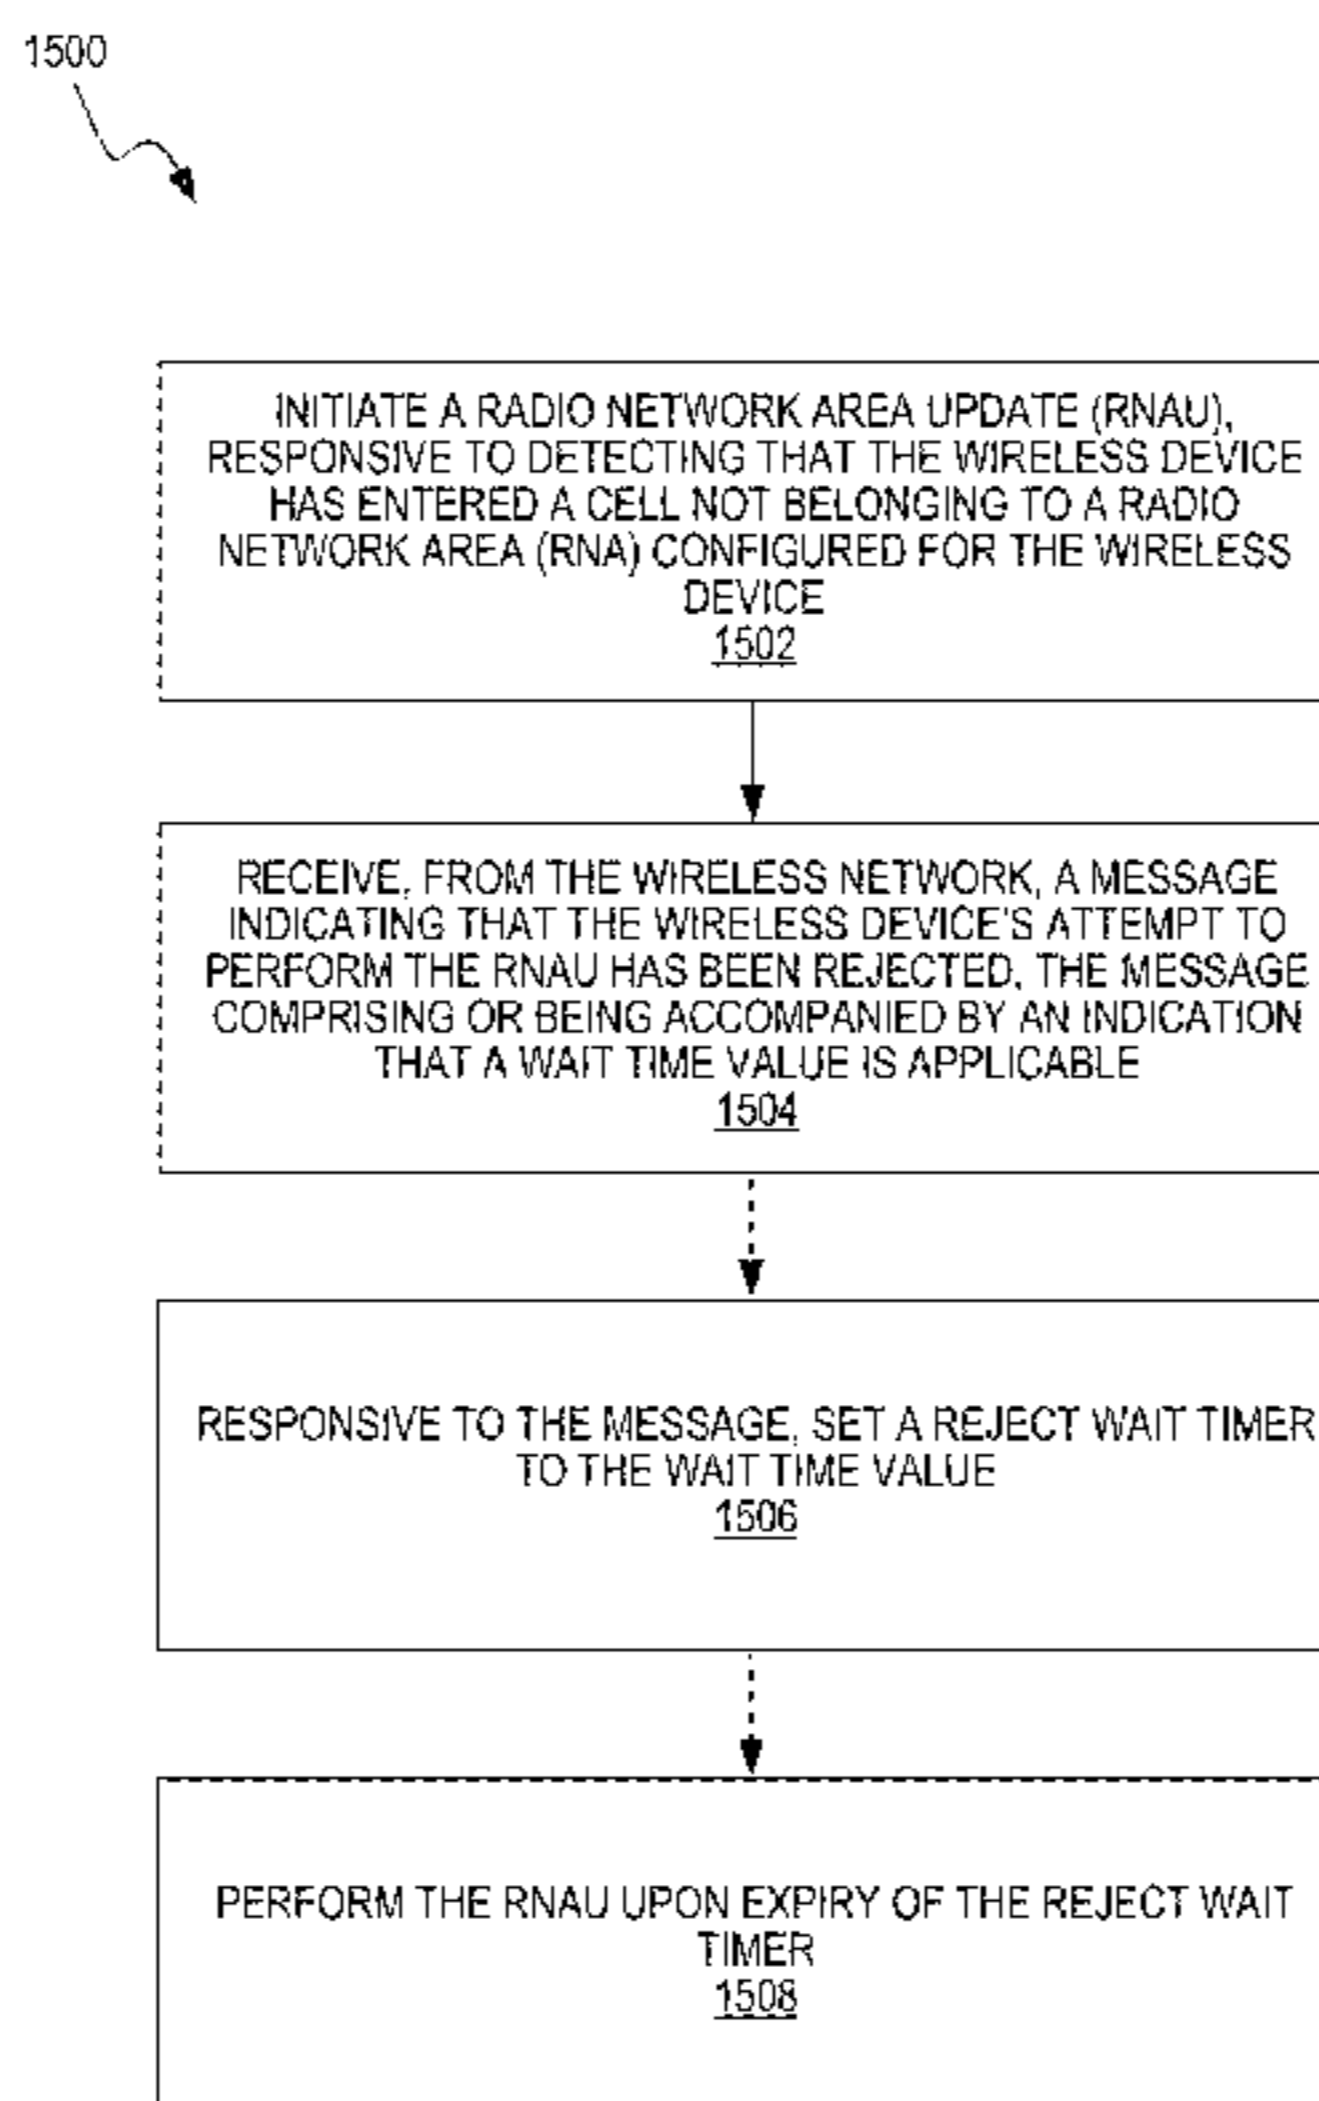 1500
INITIATE A RADIO NETWORK AREA UPDATE (RNAU),
RESPONSIVE TO DETECTING THAT THE WIRELESS DEVICE
HAS ENTERED A CELL NOT BELONGING TO A RADIO
NETWORK AREA (RNA) CONFIGURED FOR THE WIRELESS
DEVICE
1502
RECEIVE, FROM THE WIRELESS NETWORK, A MESSAGE
INDICATING THAT THE WIRELESS DEVICE'S ATTEMPT TO
PERFORM THE RNAU HAS BEEN REJECTED, THE MESSAGE
COMPRISING OR BEING ACCOMPANIED BY AN INDICATION
THAT A WAIT TIME VALUE IS APPLICABLE
1504
RESPONSIVE TO THE MESSAGE, SET A REJECT WAIT TIMER
TO THE WAIT TIME VALUE
1506
PERFORM THE RNAU UPON EXPIRY OF THE REJECT WAIT
TIMER
1508